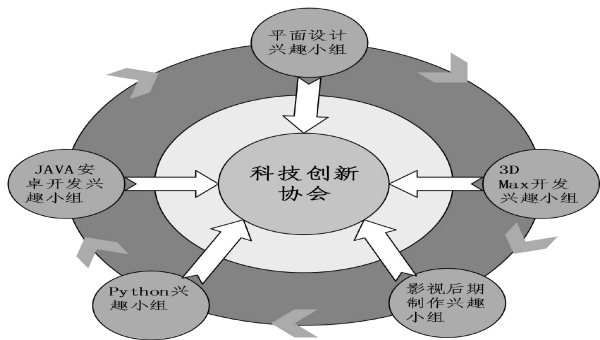 平面设计
兴趣小组
JAVA安
卓开发兴
趣小组
科技创新
协会
3D
Max开发
兴趣小组
Python兴
趣小组
影视后期
制作兴趣
小组